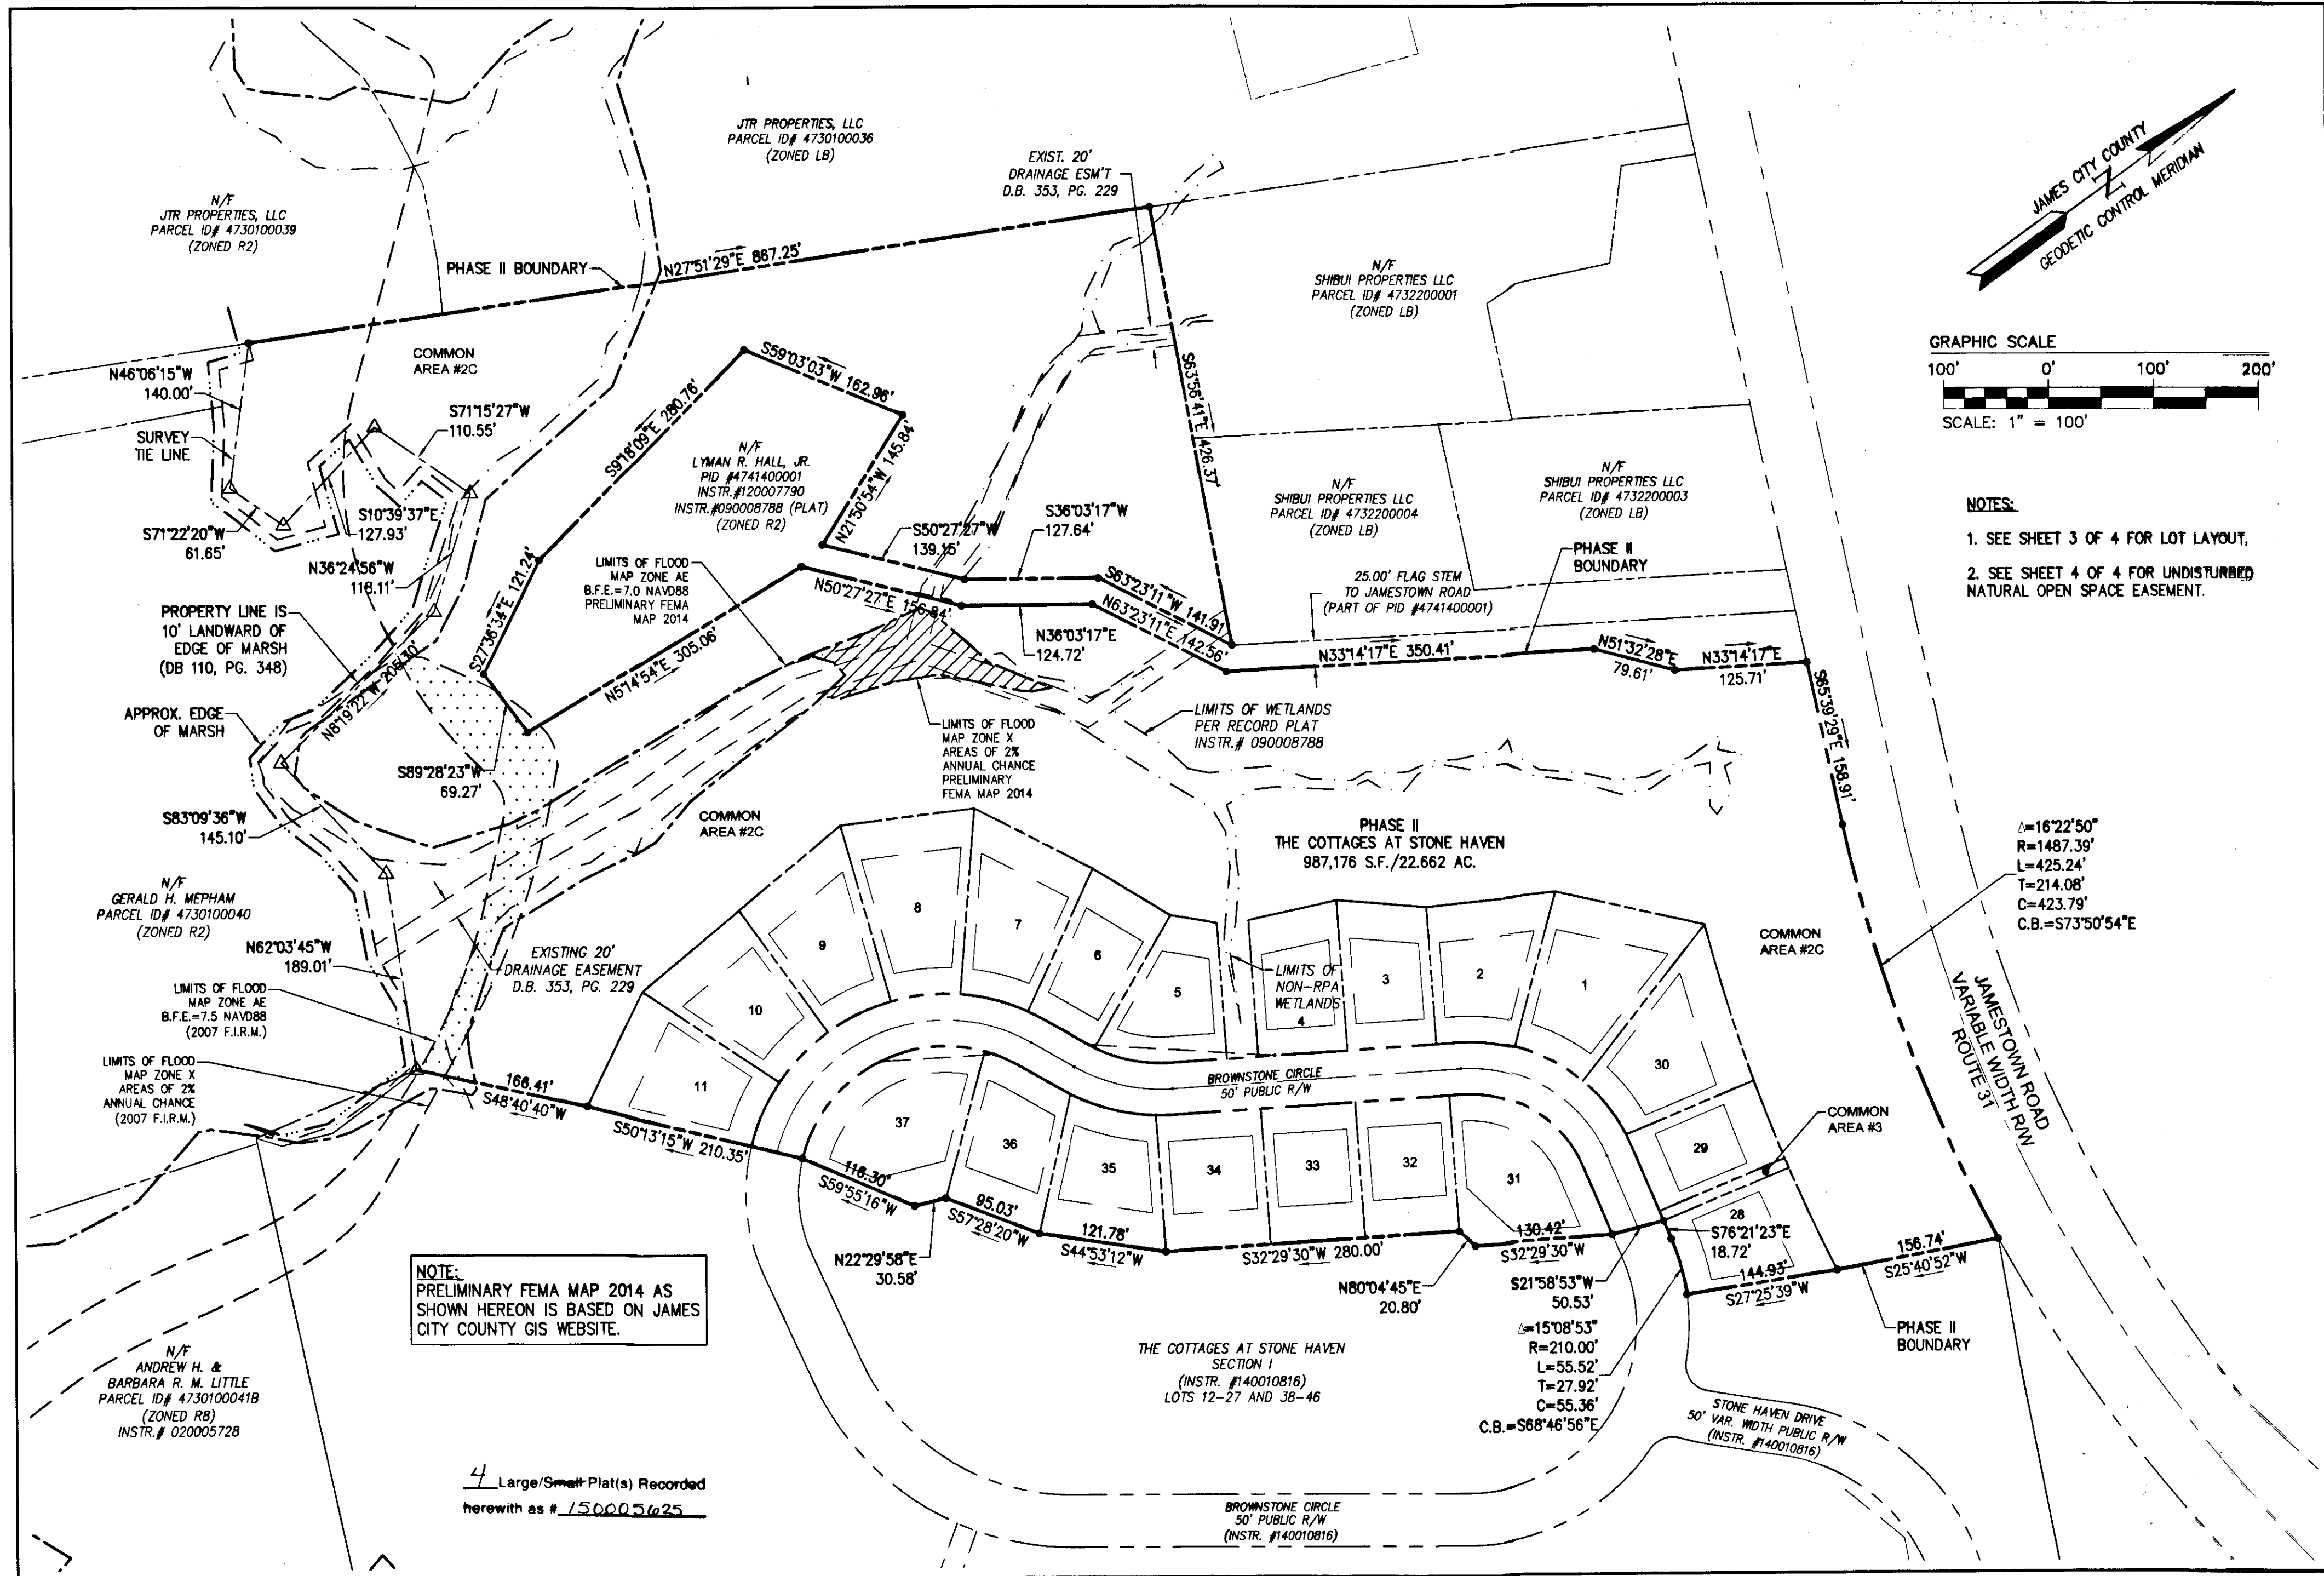 JTR PROPERTIES, LLC
PARCEL ID# 4730100036
(ZONED LB)
EXIST. 20'
DRAINAGE ESM'T
D.B. 353, PG. 229
N/F
JTR PROPERTIES, LLC
PARCEL ID# 4730100039
(ZONED R2)
PHASE II BOUNDARY
N27°51'29"E 867.25'
N/F
SHIBUI PROPERTIES LLC
PARCEL ID# 4732200001
(ZONED LB)
JAMES CITY COUNTY
N
GEODETIC CONTROL MERIDIAN
GRAPHIC SCALE
100' 0' 100' 200'
SCALE: 1" = 100'
NOTES:
1. SEE SHEET 3 OF 4 FOR LOT LAYOUT,
2. SEE SHEET 4 OF 4 FOR UNDISTURBED
NATURAL OPEN SPACE EASEMENT.
COMMON
AREA #2C
N46°06'15"W
140.00'
SURVEY
TIE LINE
S71°15'27"W
110.55'
S71°22'20"W
61.65'
S10°39'37"E
127.93'
N36°24'56"W
118.11'
S59°03'03"W 162.96'
S9°18'09"E 280.76'
N21°50'54"W 145.84'
S27°36'34"E 121.24'
N/F
LYMAN R. HALL, JR.
PID #4741400001
INSTR.#120007790
INSTR.#090008788 (PLAT)
(ZONED R2)
S63°56'41"E 426.37'
N/F
SHIBUI PROPERTIES LLC
PARCEL ID# 4732200004
(ZONED LB)
N/F
SHIBUI PROPERTIES LLC
PARCEL ID# 4732200003
(ZONED LB)
S50°27'27"W
139.15'
S36°03'17"W
127.64'
S63°23'11"W 141.91'
N63°23'11"E 142.56'
25.00' FLAG STEM
TO JAMESTOWN ROAD
(PART OF PID #4741400001)
PHASE II
BOUNDARY
LIMITS OF FLOOD
MAP ZONE AE
B.F.E.=7.0 NAVD88
PRELIMINARY FEMA
MAP 2014
N50°27'27"E 156.84'
N36°03'17"E
124.72'
N33°14'17"E 350.41'
N51°32'28"E
79.61'
N33°14'17"E
125.71'
S65°39'29"E 158.91'
PROPERTY LINE IS
10' LANDWARD OF
EDGE OF MARSH
(DB 110, PG. 348)
N8°19'22"W 206.30'
N5°14'54"E 305.06'
APPROX. EDGE
OF MARSH
S89°28'23"W
69.27'
LIMITS OF WETLANDS
PER RECORD PLAT
INSTR.# 090008788
LIMITS OF FLOOD
MAP ZONE X
AREAS OF 2%
ANNUAL CHANCE
PRELIMINARY
FEMA MAP 2014
S83°09'36"W
145.10'
COMMON
AREA #2C
PHASE II
THE COTTAGES AT STONE HAVEN
987,176 S.F./22.662 AC.
Δ=16°22'50"
R=1487.39'
L=425.24'
T=214.08'
C=423.79'
C.B.=S73°50'54"E
N/F
GERALD H. MEPHAM
PARCEL ID# 4730100040
(ZONED R2)
N62°03'45"W
189.01'
EXISTING 20'
DRAINAGE EASEMENT
D.B. 353, PG. 229
LIMITS OF
NON-RPA
WETLANDS
COMMON
AREA #2C
JAMESTOWN ROAD
VARIABLE WIDTH R/W
ROUTE 31
8
7
9
6
5
4
3
2
1
10
11
30
29
28
37
36
35
34
33
32
31
LIMITS OF FLOOD
MAP ZONE AE
B.F.E.=7.5 NAVD88
(2007 F.I.R.M.)
LIMITS OF FLOOD
MAP ZONE X
AREAS OF 2%
ANNUAL CHANCE
(2007 F.I.R.M.)
BROWNSTONE CIRCLE
50' PUBLIC R/W
COMMON
AREA #3
166.41'
S48°40'40"W
S50°13'15"W 210.35'
118.30'
S59°55'16"W
N22°29'58"E
30.58'
95.03'
S57°28'20"W
121.78'
S44°53'12"W
S32°29'30"W 280.00'
N80°04'45"E
20.80'
130.42'
S32°29'30"W
S21°58'53"W
50.53'
S76°21'23"E
18.72'
144.93'
S27°25'39"W
156.74'
S25°40'52"W
PHASE II
BOUNDARY
Δ=15°08'53"
R=210.00'
L=55.52'
T=27.92'
C=55.36'
C.B.=S68°46'56"E
NOTE:
PRELIMINARY FEMA MAP 2014 AS
SHOWN HEREON IS BASED ON JAMES
CITY COUNTY GIS WEBSITE.
THE COTTAGES AT STONE HAVEN
SECTION I
(INSTR. #140010816)
LOTS 12-27 AND 38-46
STONE HAVEN DRIVE
50' VAR. WIDTH PUBLIC R/W
(INSTR. #140010816)
N/F
ANDREW H. &
BARBARA R. M. LITTLE
PARCEL ID# 4730100041B
(ZONED R8)
INSTR.# 020005728
4 Large/Small Plat(s) Recorded
herewith as # 150005625
BROWNSTONE CIRCLE
50' PUBLIC R/W
(INSTR. #140010816)